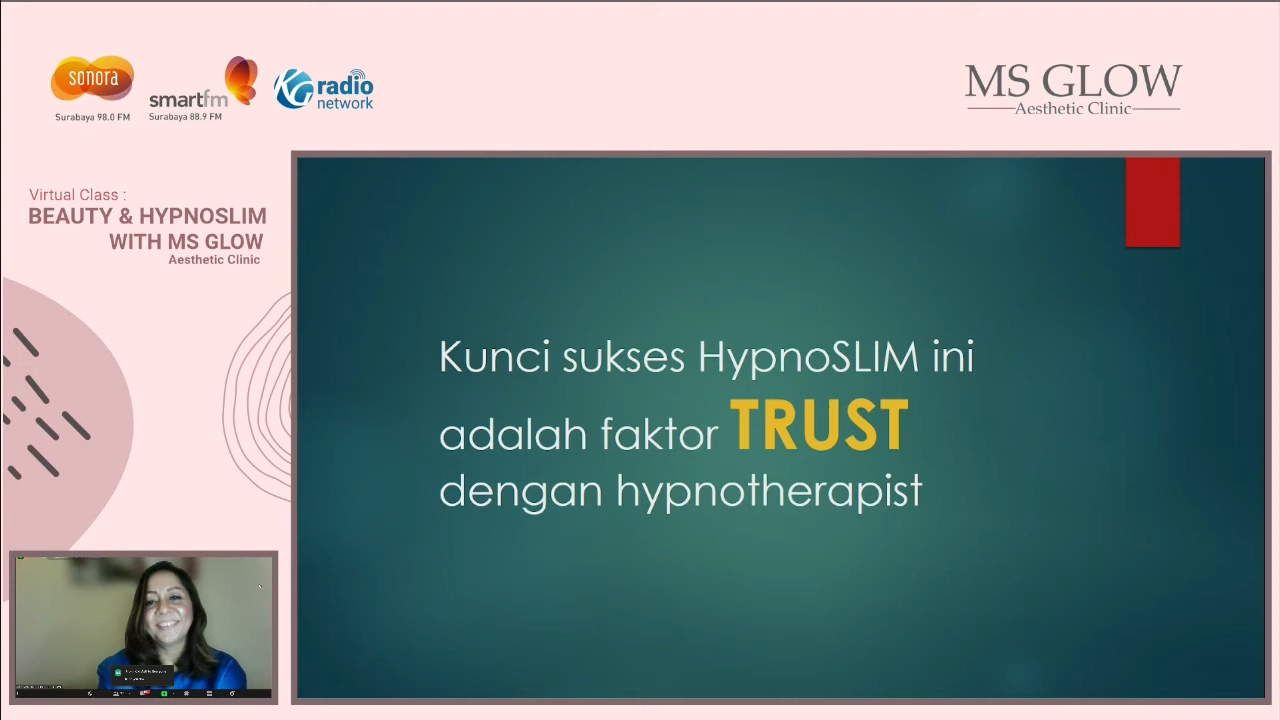 sonora
Surabaya 98.0 FM
smartfm
Surabaya 88.9 FM
KG radio
network
MS GLOW
Aesthetic Clinic
Virtual Class :
BEAUTY & HYPNOSLIM
WITH MS GLOW
Aesthetic Clinic
Kunci sukses HypnoSLIM ini
adalah faktor TRUST
dengan hypnotherapist